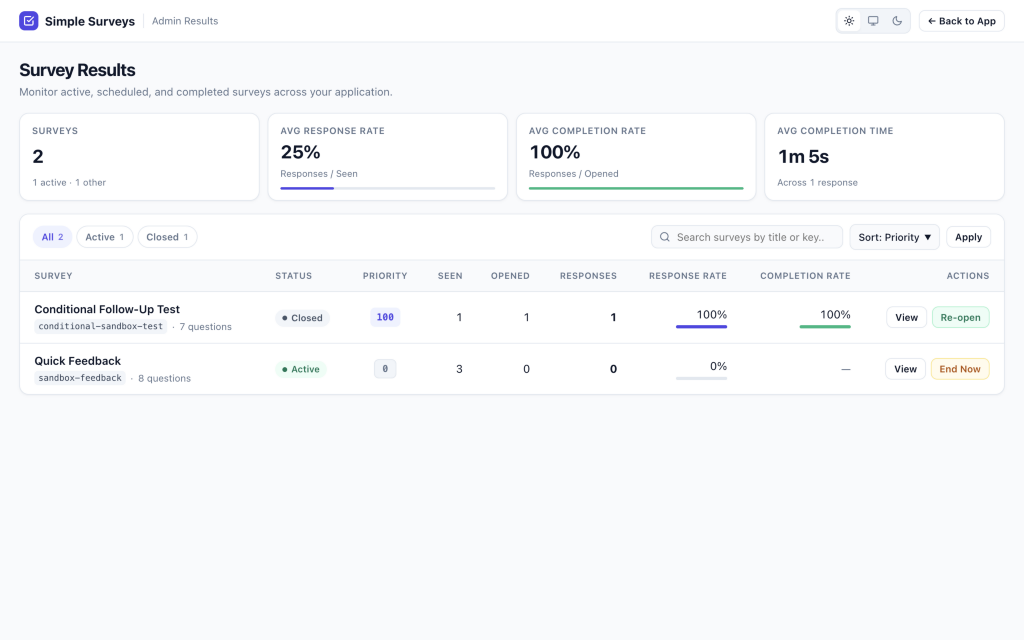 Simple Surveys
Admin Results
← Back to App
Survey Results
Monitor active, scheduled, and completed surveys across your application.
SURVEYS
2
1 active · 1 other
AVG RESPONSE RATE
25%
Responses / Seen
AVG COMPLETION RATE
100%
Responses / Opened
AVG COMPLETION TIME
1m 5s
Across 1 response
All 2
Active 1
Closed 1
Search surveys by title or key..
Sort: Priority ▼
Apply
SURVEY STATUS PRIORITY SEEN OPENED RESPONSES RESPONSE RATE COMPLETION RATE ACTIONS
Conditional Follow-Up Test
conditional-sandbox-test · 7 questions
Closed 100 1 1 1 100% 100% View Re-open
Quick Feedback
sandbox-feedback · 8 questions
Active 0 3 0 0 0% — View End Now